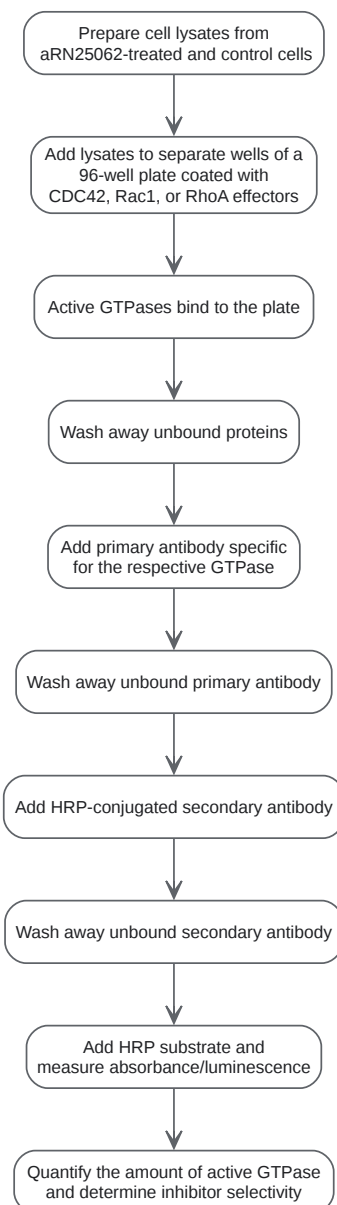 Prepare cell lysates from
aRN25062-treated and control cells
Add lysates to separate wells of a
96-well plate coated with
CDC42, Rac1, or RhoA effectors
Active GTPases bind to the plate
Wash away unbound proteins
Add primary antibody specific
for the respective GTPase
Wash away unbound primary antibody
Add HRP-conjugated secondary antibody
Wash away unbound secondary antibody
Add HRP substrate and
measure absorbance/luminescence
Quantify the amount of active GTPase
and determine inhibitor selectivity